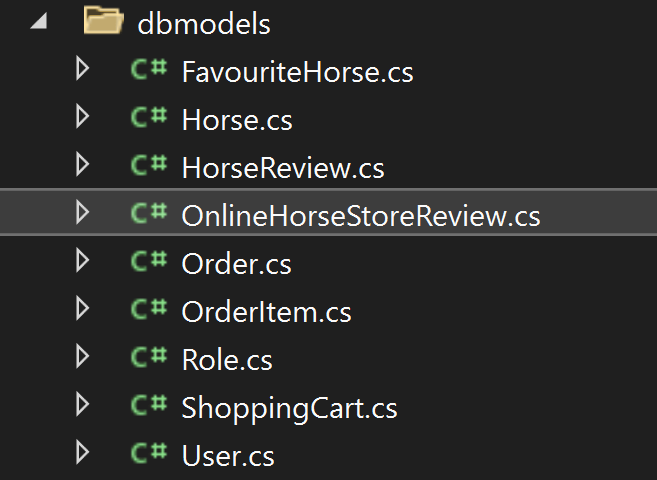 dbmodels
C# FavouriteHorse.cs
C# Horse.cs
C# HorseReview.cs
C# OnlineHorseStoreReview.cs
C# Order.cs
C# OrderItem.cs
C# Role.cs
C# ShoppingCart.cs
C# User.cs